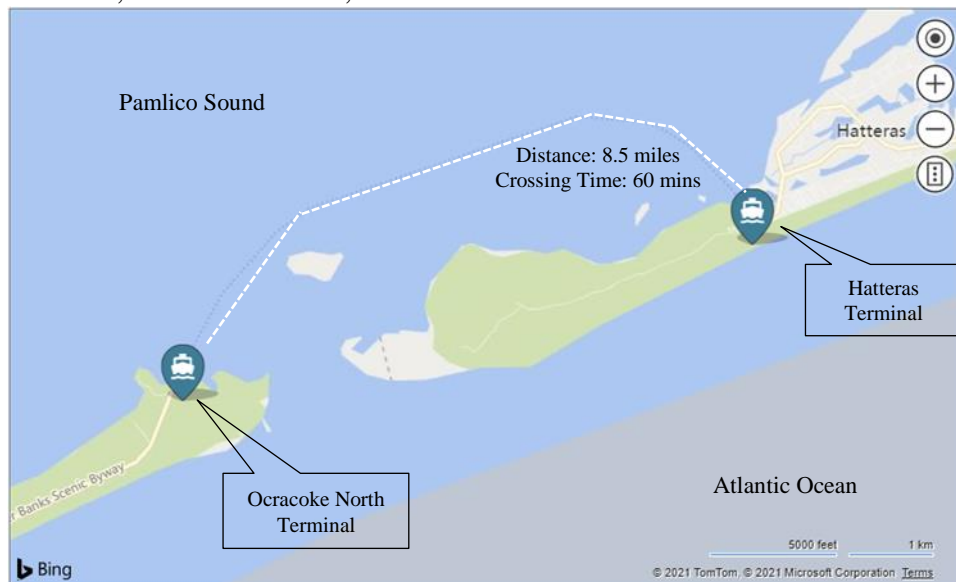 Pamlico Sound
Hatteras
Distance: 8.5 miles
Crossing Time: 60 mins
Hatteras
Terminal
Banks Scenic Byway
Ocracoke North
Terminal
Atlantic Ocean
5000 feet 1 km
Bing
© 2021 TomTom, © 2021 Microsoft Corporation Terms